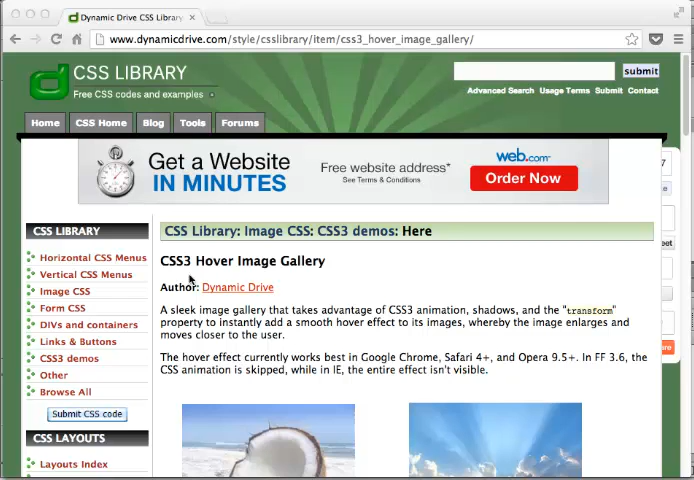 Dynamic Drive CSS Library
www.dynamicdrive.com/style/csslibrary/item/css3_hover_image_gallery/
CSS LIBRARY
Free CSS codes and examples
submit
Advanced Search Usage Terms Submit Contact
Home CSS Home Blog Tools Forums
Get a Website
IN MINUTES
Free website address*
See Terms & Conditions
web.com
Order Now
CSS LIBRARY
Horizontal CSS Menus
Vertical CSS Menus
Image CSS
Form CSS
DIVs and containers
Links & Buttons
CSS3 demos
Other
Browse All
Submit CSS code
CSS LAYOUTS
Layouts Index
CSS Library: Image CSS: CSS3 demos: Here
CSS3 Hover Image Gallery
Author: Dynamic Drive
A sleek image gallery that takes advantage of CSS3 animation, shadows, and the "transform"
property to instantly add a smooth hover effect to its images, whereby the image enlarges and
moves closer to the user.
The hover effect currently works best in Google Chrome, Safari 4+, and Opera 9.5+. In FF 3.6, the
CSS animation is skipped, while in IE, the entire effect isn't visible.